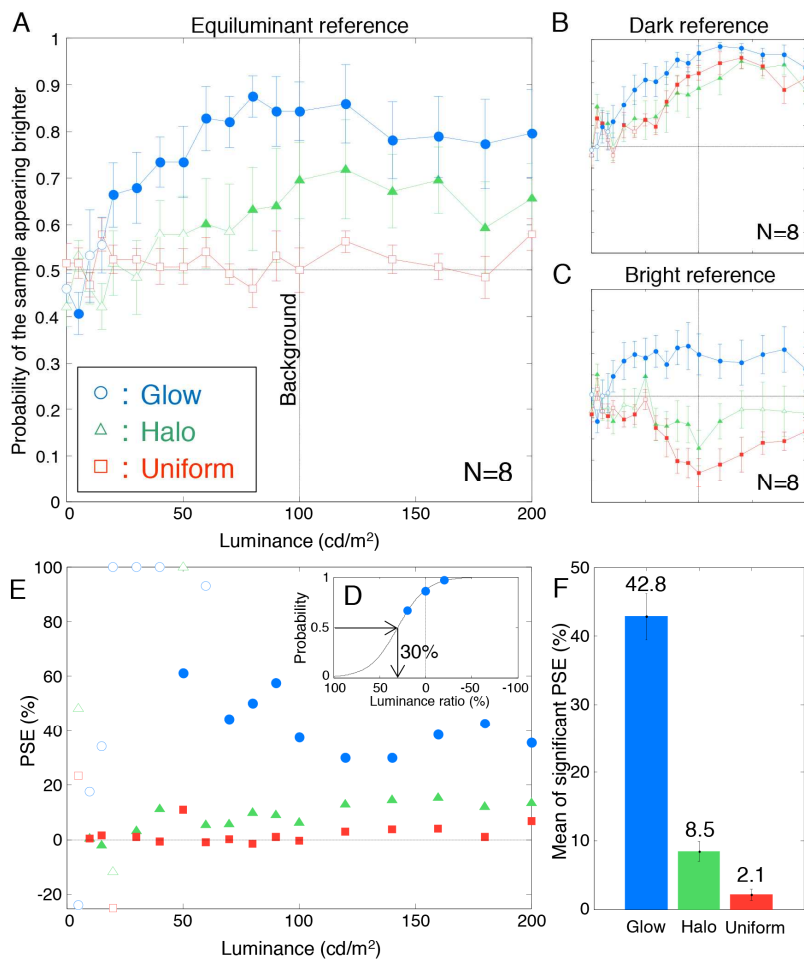 A
Equiluminant reference
Probability of the sample appearing brighter
1
0.9
0.8
0.7
0.6
0.5
0.4
0.3
0.2
0.1
0
Background
○ : Glow
△ : Halo
□ : Uniform
N=8
0 50 100 150 200
Luminance (cd/m²)
B
Dark reference
N=8
C
Bright reference
N=8
E
PSE (%)
100
80
60
40
20
0
-20
0 50 100 150 200
Luminance (cd/m²)
D
Probability
1
0.5
0
30%
100 50 0 -50 -100
Luminance ratio (%)
F
Mean of significant PSE (%)
50
40
30
20
10
0
42.8
8.5
2.1
Glow Halo Uniform